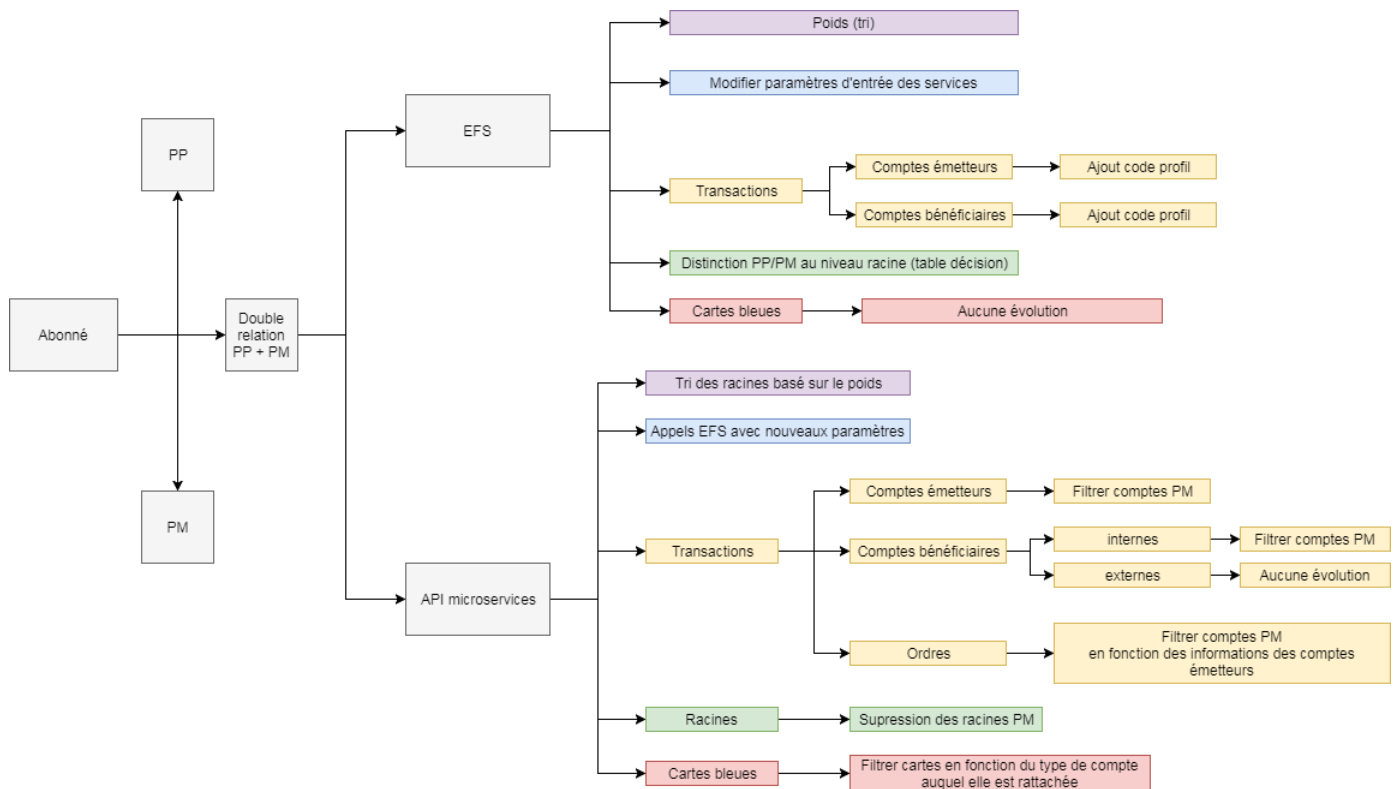 Abonné
PP
Double
relation
PP + PM
PM
EFS
Poids (tri)
Modifier paramètres d'entrée des services
Transactions
Comptes émetteurs
Ajout code profil
Comptes bénéficiaires
Ajout code profil
Distinction PP/PM au niveau racine (table décision)
Cartes bleues
Aucune évolution
API microservices
Tri des racines basé sur le poids
Appels EFS avec nouveaux paramètres
Transactions
Comptes émetteurs
Filtrer comptes PM
Comptes bénéficiaires
internes
Filtrer comptes PM
externes
Aucune évolution
Ordres
Filtrer comptes PM
en fonction des informations des comptes
émetteurs
Racines
Supression des racines PM
Cartes bleues
Filtrer cartes en fonction du type de compte
auquel elle est rattachée